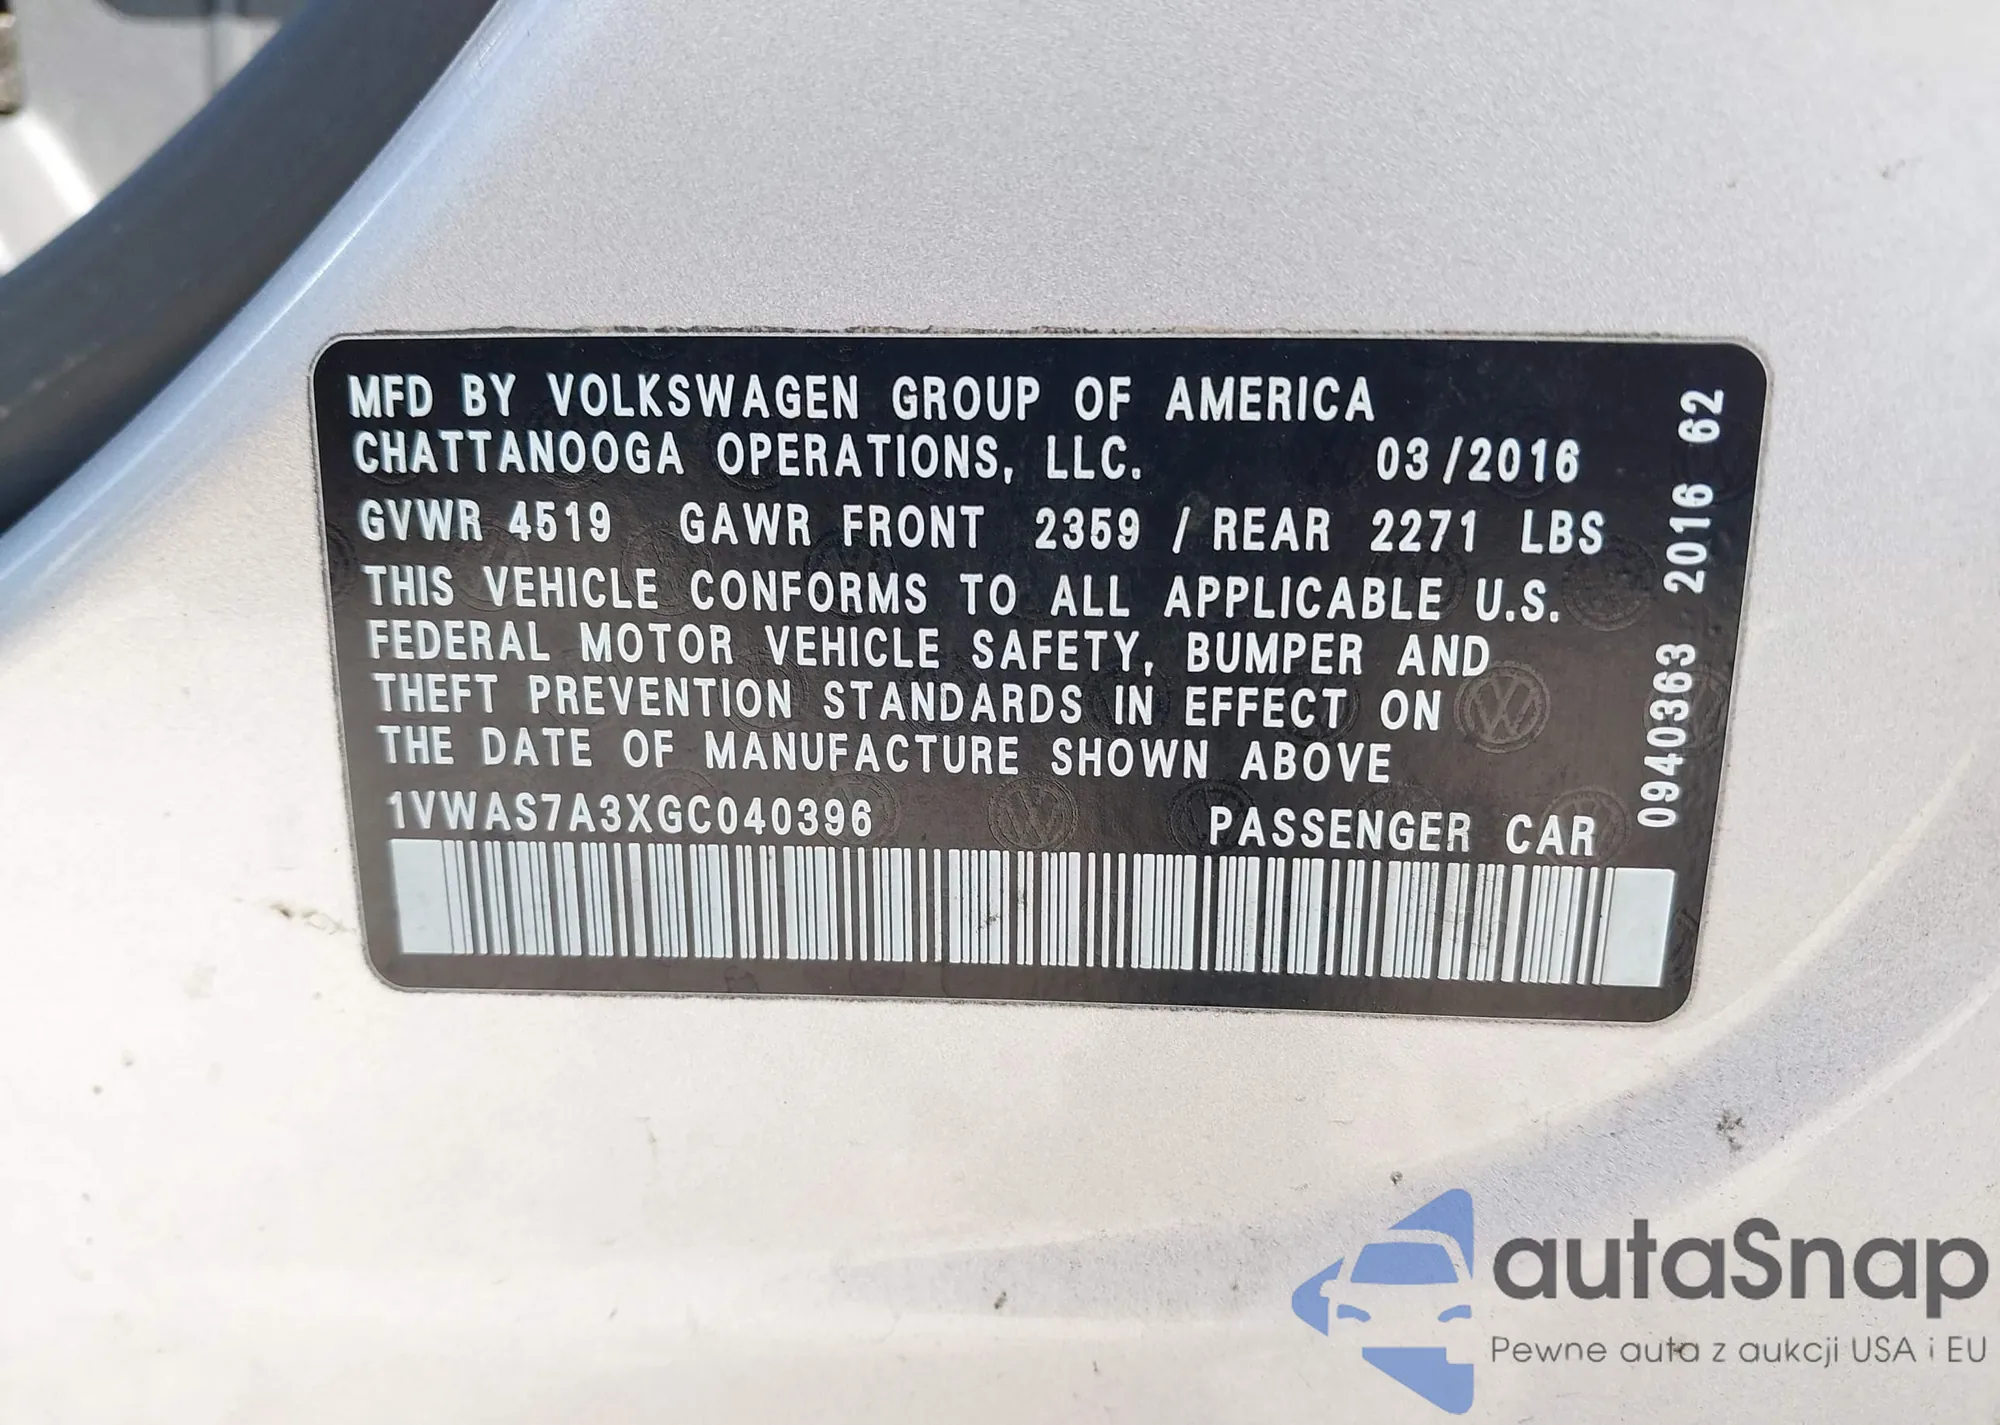 MFD BY VOLKSWAGEN GROUP OF AMERICA
CHATTANOOGA OPERATIONS, LLC. 03/2016
GVWR 4519 GAWR FRONT 2359 / REAR 2271 LBS
THIS VEHICLE CONFORMS TO ALL APPLICABLE U.S.
FEDERAL MOTOR VEHICLE SAFETY, BUMPER AND
THEFT PREVENTION STANDARDS IN EFFECT ON
THE DATE OF MANUFACTURE SHOWN ABOVE
1VWAS7A3XGC040396 PASSENGER CAR
0940363 2016 62
autaSnap
Pewne auta z aukcji USA i EU